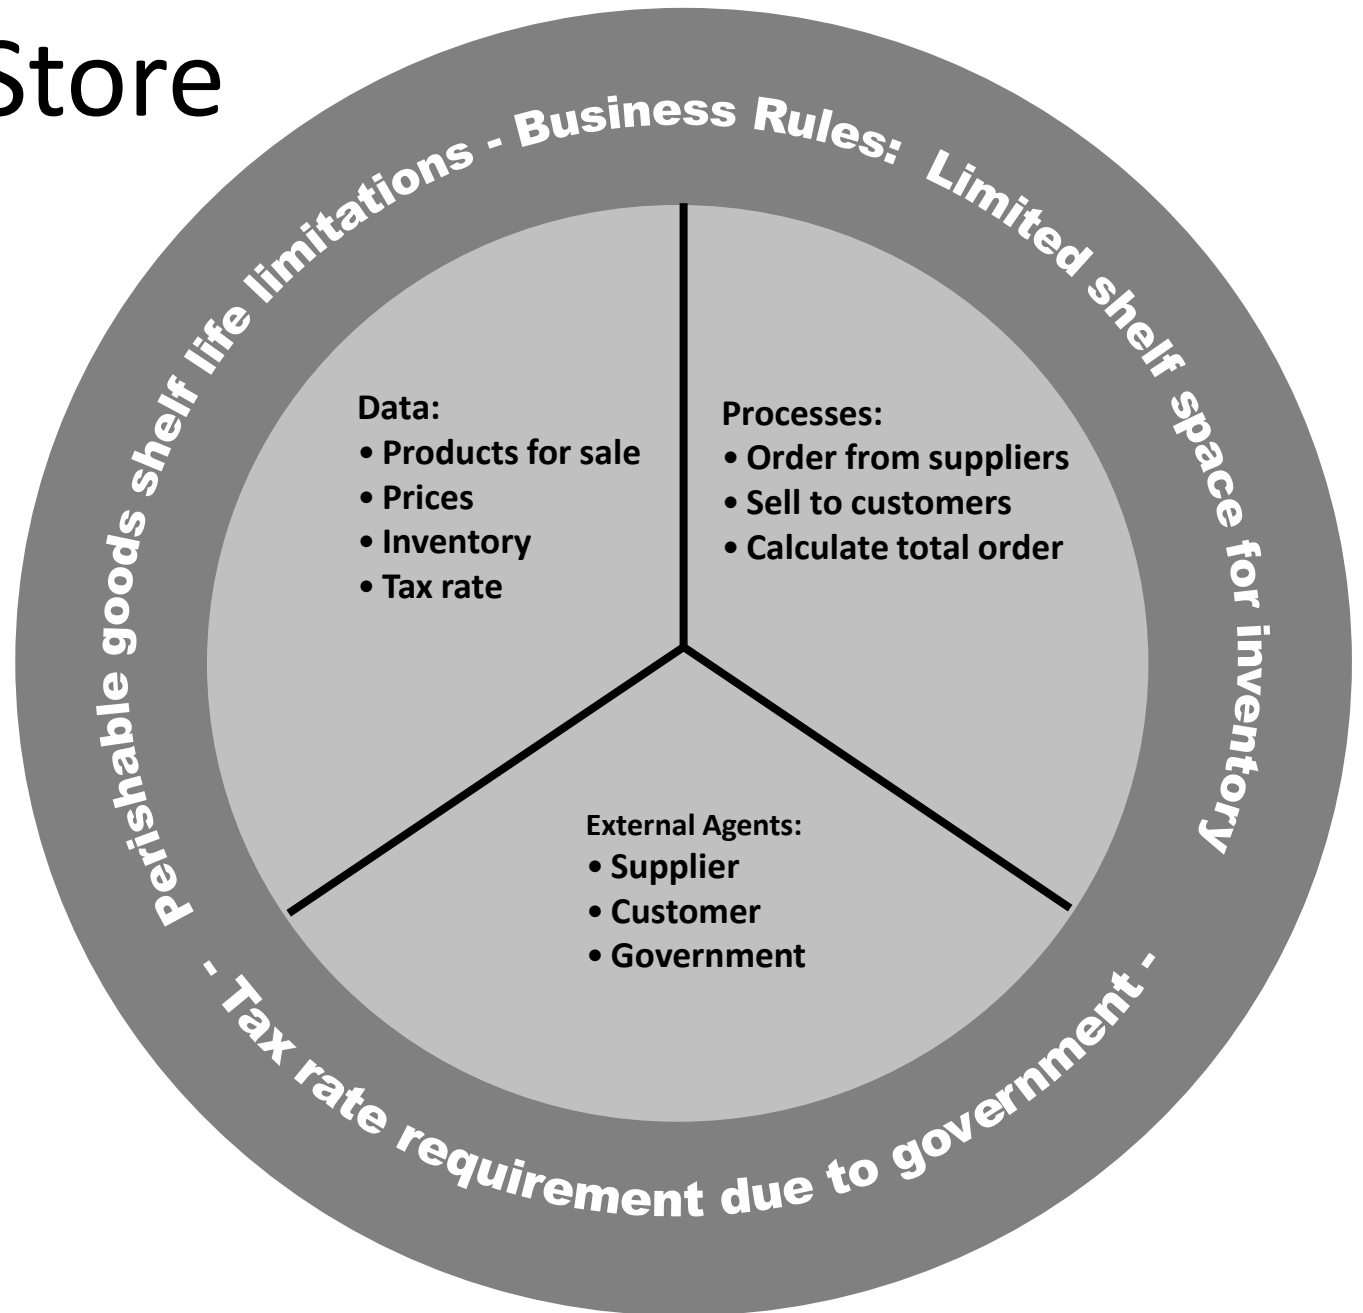 Store
Business Rules:  Limited shelf space for inventory
- Tax rate requirement due to government -
Perishable goods shelf life limitations -
Data:
• Products for sale
• Prices
• Inventory
• Tax rate
Processes:
• Order from suppliers
• Sell to customers
• Calculate total order
External Agents:
• Supplier
• Customer
• Government